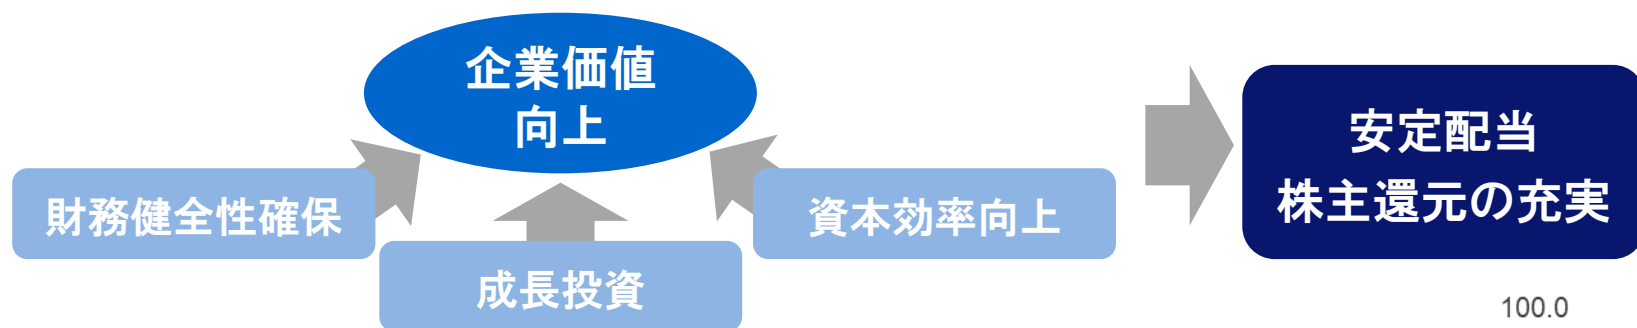 企業価値
向上
財務健全性確保
成長投資
資本効率向上
安定配当
株主還元の充実
100.0